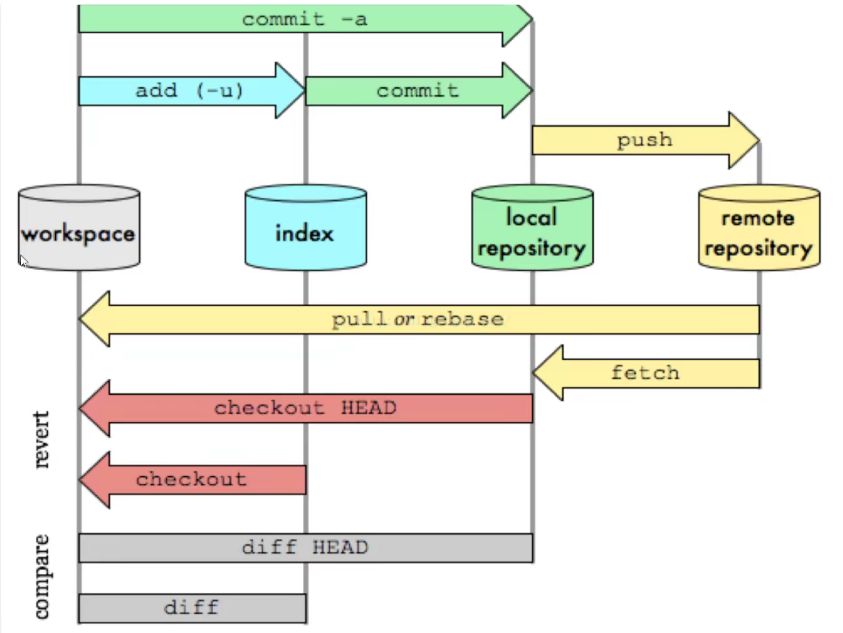 commit -a
add (-u)
commit
push
workspace
index
local
repository
remote
repository
pull or rebase
fetch
revert
checkout HEAD
checkout
compare
diff HEAD
diff